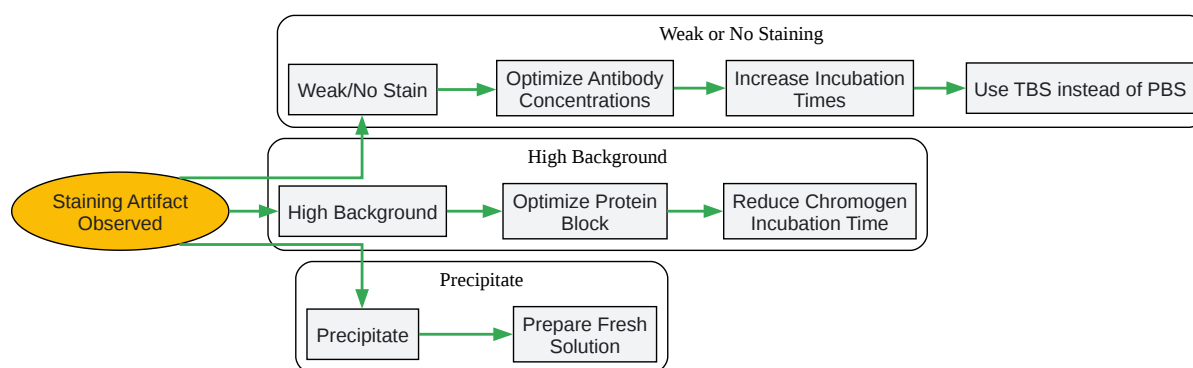 Weak or No Staining
Weak/No Stain
Optimize Antibody
Concentrations
Increase Incubation
Times
Use TBS instead of PBS
High Background
Staining Artifact
Observed
High Background
Optimize Protein
Block
Reduce Chromogen
Incubation Time
Precipitate
Precipitate
Prepare Fresh
Solution